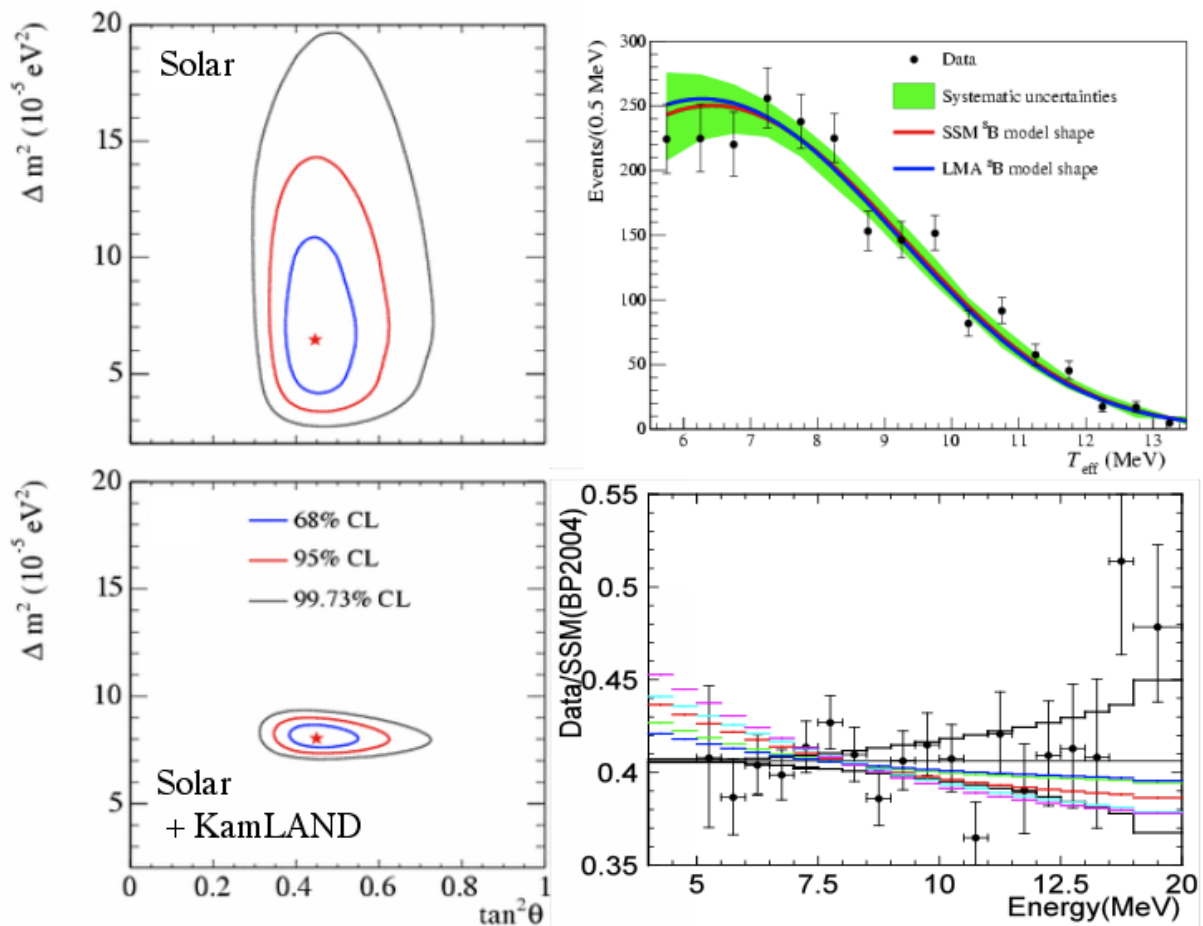 Solar
Δ m² (10⁻⁵ eV²)
20
15
10
5
Events/(0.5 MeV)
300
250
200
150
100
50
0
Data
Systematic uncertainties
SSM ⁸B model shape
LMA ⁸B model shape
6 7 8 9 10 11 12 13
T_eff (MeV)
Δ m² (10⁻⁵ eV²)
20
15
10
5
0
68% CL
95% CL
99.73% CL
Solar
+ KamLAND
0 0.2 0.4 0.6 0.8 1
tan²θ
Data/SSM(BP2004)
0.55
0.5
0.45
0.4
0.35
5 7.5 10 12.5 20
Energy(MeV)